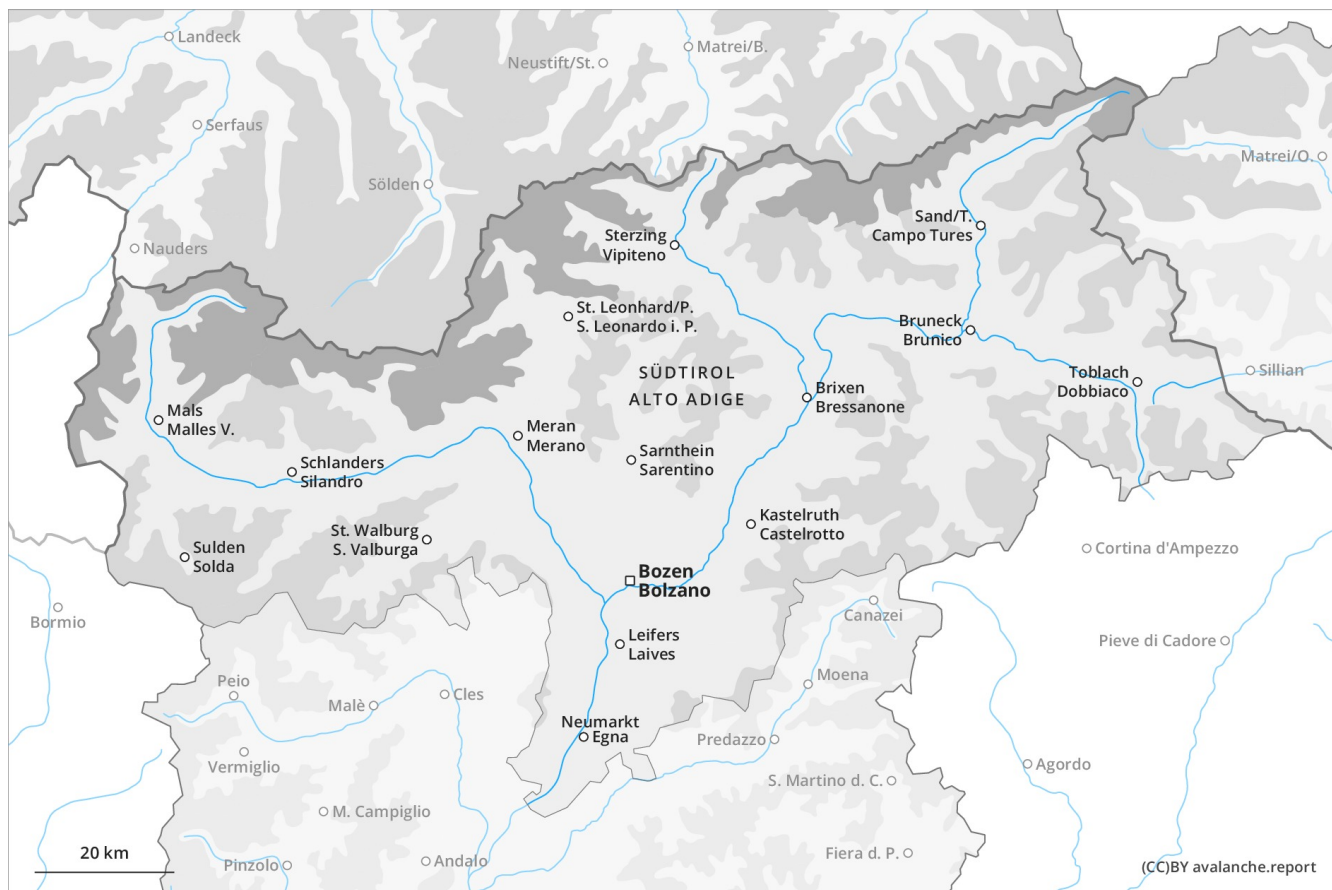 Landeck
Matrei/B.
Neustift/St.
Serfaus
Matrei/O.
Sölden
Sand/T.
Campo Tures
Nauders
Sterzing
Vipiteno
St. Leonhard/P.
S. Leonardo i. P.
Bruneck
Brunico
SÜDTIROL
ALTO ADIGE
Toblach
Dobbiaco
Sillian
Brixen
Bressanone
Mals
Malles V.
Meran
Merano
Sarnthein
Sarentino
Schlanders
Silandro
Kastelruth
Castelrotto
St. Walburg
S. Valburga
Sulden
Solda
Cortina d'Ampezzo
Bozen
Bolzano
Bormio
Canazei
Leifers
Laives
Pieve di Cadore
Moena
Peio
Cles
Malè
Neumarkt
Egna
Predazzo
Vermiglio
Agordo
S. Martino d. C.
M. Campiglio
20 km
Pinzolo
Andalo
Fiera d. P.
(CC)BY avalanche.report